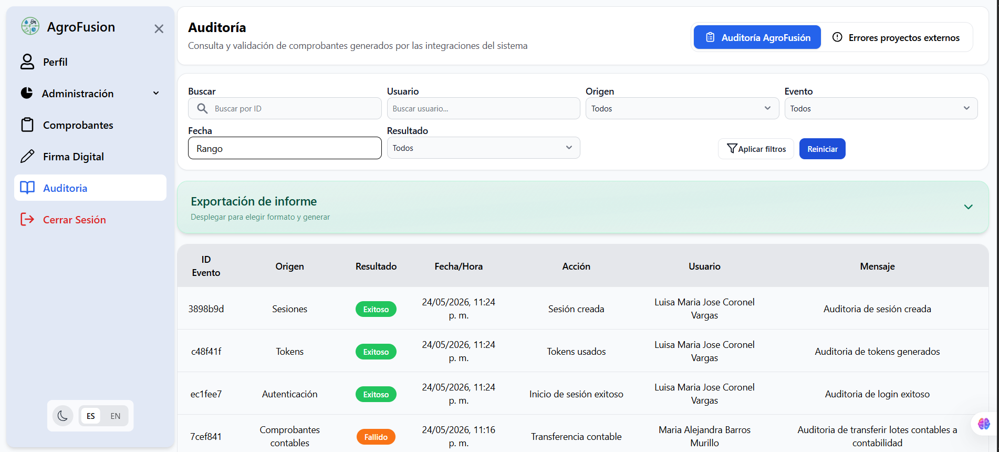 AgroFusion
Perfil
Administración
Comprobantes
Firma Digital
Auditoria
Cerrar Sesión
ES
EN
Auditoría
Consulta y validación de comprobantes generados por las integraciones del sistema
Auditoría AgroFusión
Errores proyectos externos
Buscar
Buscar por ID
Usuario
Buscar usuario...
Origen
Todos
Evento
Todos
Fecha
Rango
Resultado
Todos
Aplicar filtros
Reiniciar
Exportación de informe
Desplegar para elegir formato y generar
ID
Evento
Origen
Resultado
Fecha/Hora
Acción
Usuario
Mensaje
3898b9d
Sesiones
Exitoso
24/05/2026, 11:24
p. m.
Sesión creada
Luisa Maria Jose Coronel
Vargas
Auditoria de sesión creada
c48f41f
Tokens
Exitoso
24/05/2026, 11:24
p. m.
Tokens usados
Luisa Maria Jose Coronel
Vargas
Auditoria de tokens generados
ec1fee7
Autenticación
Exitoso
24/05/2026, 11:24
p. m.
Inicio de sesión exitoso
Luisa Maria Jose Coronel
Vargas
Auditoria de login exitoso
7cef841
Comprobantes
contables
Fallido
24/05/2026, 11:16
p. m.
Transferencia contable
Maria Alejandra Barros
Murillo
Auditoria de transferir lotes contables a
contabilidad